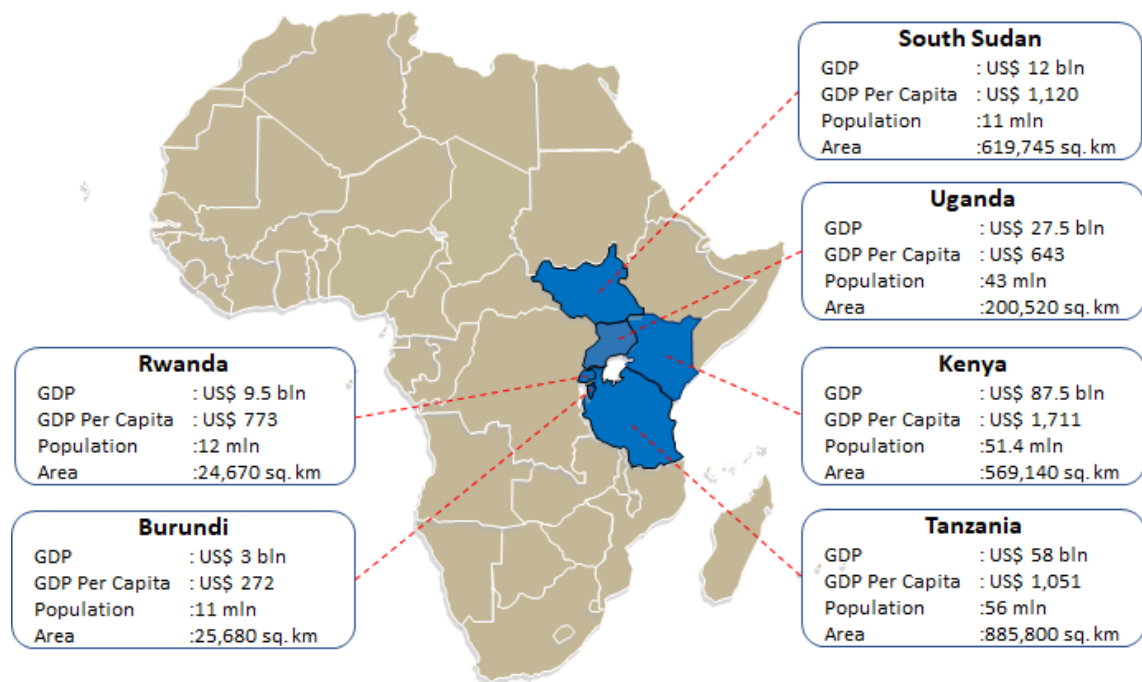 South Sudan
GDP : US$ 12 bln
GDP Per Capita : US$ 1,120
Population :11 mln
Area :619,745 sq. km
Uganda
GDP : US$ 27.5 bln
GDP Per Capita : US$ 643
Population :43 mln
Area :200,520 sq. km
Rwanda
GDP : US$ 9.5 bln
GDP Per Capita : US$ 773
Population :12 mln
Area :24,670 sq. km
Kenya
GDP : US$ 87.5 bln
GDP Per Capita : US$ 1,711
Population :51.4 mln
Area :569,140 sq. km
Burundi
GDP : US$ 3 bln
GDP Per Capita : US$ 272
Population :11 mln
Area :25,680 sq. km
Tanzania
GDP : US$ 58 bln
GDP Per Capita : US$ 1,051
Population :56 mln
Area :885,800 sq. km